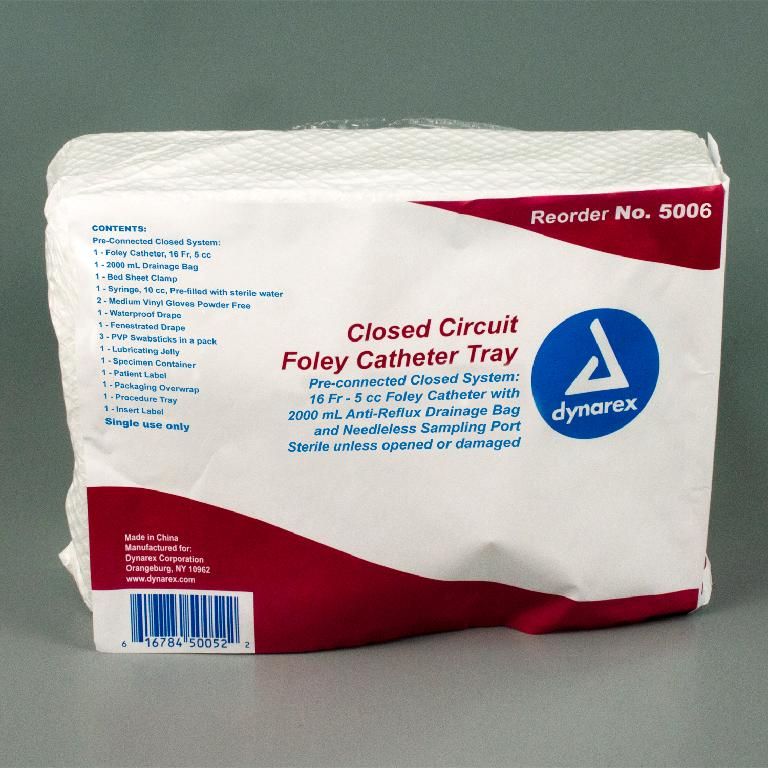 Reorder No. 5006
CONTENTS:
Pre-Connected Closed System:
1 - Foley Catheter, 16 Fr, 5 cc
1 - 2000 mL Drainage Bag
1 - Bed Sheet Clamp
1 - Syringe, 10 cc, Pre-filled with sterile water
2 - Medium Vinyl Gloves Powder Free
1 - Waterproof Drape
1 - Fenestrated Drape
3 - PVP Swabsticks in a pack
1 - Lubricating Jelly
1 - Specimen Container
1 - Patient Label
1 - Packaging Overwrap
1 - Procedure Tray
1 - Insert Label
Single use only
Closed Circuit
Foley Catheter Tray
Pre-connected Closed System:
16 Fr - 5 cc Foley Catheter with
2000 mL Anti-Reflux Drainage Bag
and Needleless Sampling Port
Sterile unless opened or damaged
dynarex
Made in China
Manufactured for:
Dynarex Corporation
Orangeburg, NY 10962
www.dynarex.com
6 16784 50052 2